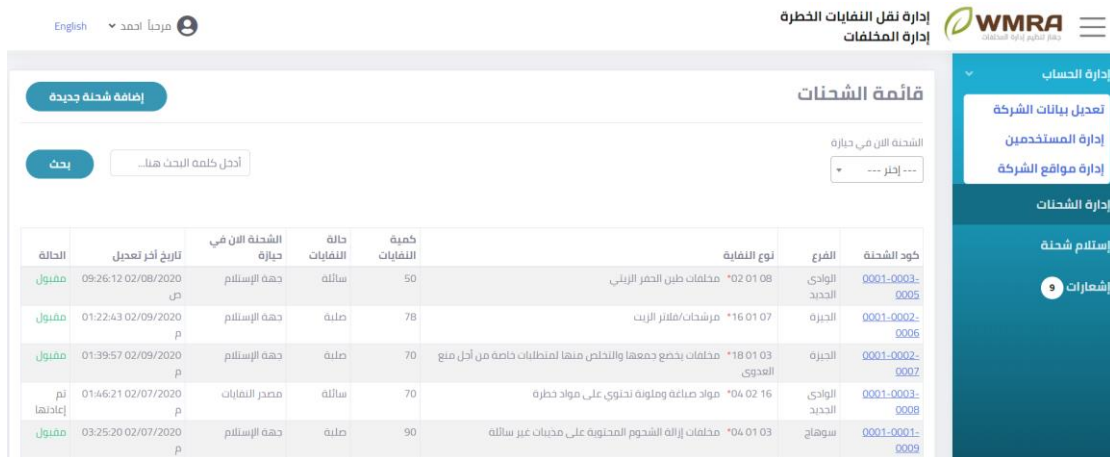 WMRA
جهاز تنظيم إدارة المخلفات
إدارة نقل النفايات الخطرة
إدارة المخلفات
مرحباً احمد
English
إدارة الحساب
تعديل بيانات الشركة
إدارة المستخدمين
إدارة مواقع الشركة
إدارة الشحنات
إستلام شحنة
إشعارات 9
قائمة الشحنات
إضافة شحنة جديدة
الشحنة الان في حيازة
--- إختر ---
أدخل كلمة البحث هنا...
بحث
كود الشحنة الفرع نوع النفاية كمية النفايات حالة النفايات الشحنة الان في حيازة تاريخ أخر تعديل الحالة
0001-0003-0005 الوادى الجديد 02 01 08* مخلفات طين الحفر الزيتي 50 سائلة جهة الإستلام 09:26:12 02/08/2020 ص مقبول
0001-0002-0006 الجيزة 16 01 07* مرشحات/فلاتر الزيت 78 صلبة جهة الإستلام 01:22:43 02/09/2020 م مقبول
0001-0002-0007 الجيزة 18 01 03* مخلفات يخضع جمعها والتخلص منها لمتطلبات خاصة من أجل منع العدوى 70 صلبة جهة الإستلام 01:39:57 02/09/2020 م مقبول
0001-0003-0008 الوادى الجديد 04 02 16* مواد صباغة وملونة تحتوي على مواد خطرة 70 سائلة مصدر النفايات 01:46:21 02/07/2020 م تم إعادتها
0001-0001-0009 سوهاج 04 01 03* مخلفات إزالة الشحوم المحتوية على مذيبات غير سائلة 90 صلبة جهة الإستلام 03:25:20 02/07/2020 م مقبول